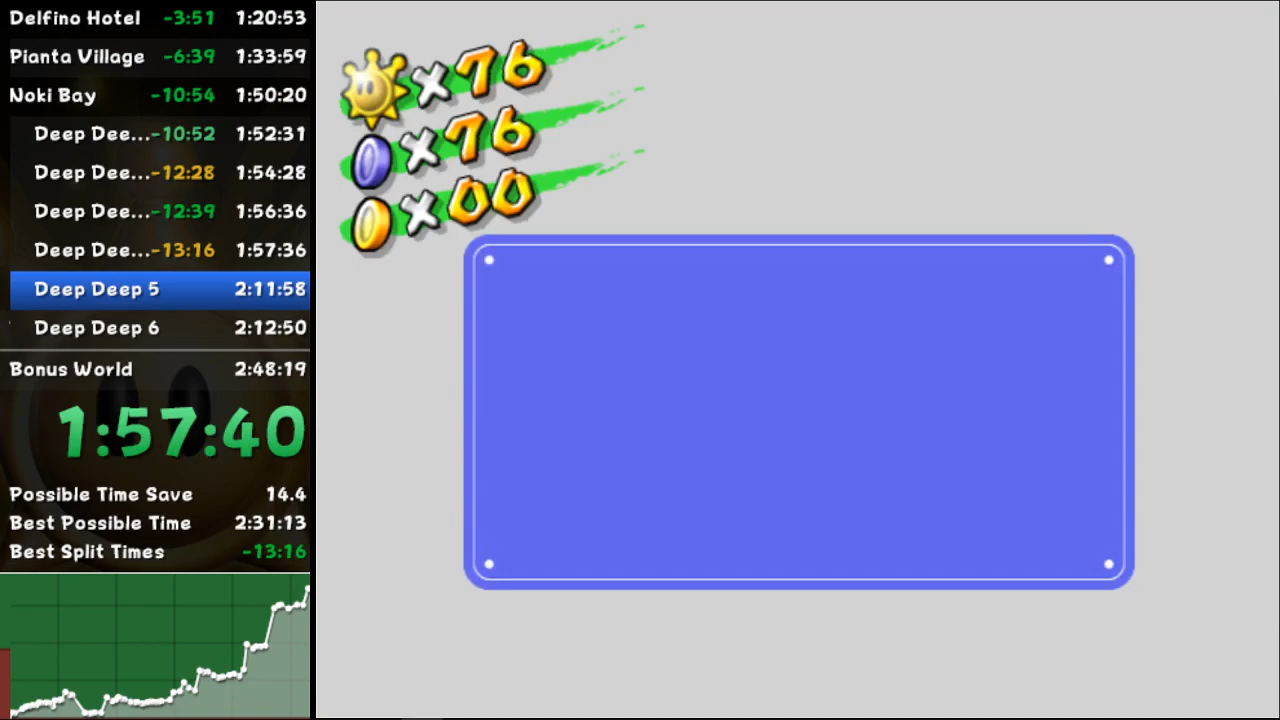 Delfino Hotel -3:51 1:20:53
Pianta Village -6:39 1:33:59
Noki Bay -10:54 1:50:20
Deep Dee...-10:52 1:52:31
Deep Dee...-12:28 1:54:28
Deep Dee...-12:39 1:56:36
Deep Dee...-13:16 1:57:36
Deep Deep 5 2:11:58
Deep Deep 6 2:12:50
Bonus World 2:48:19
1:57:40
Possible Time Save 14.4
Best Possible Time 2:31:13
Best Split Times -13:16
×76
×76
×00